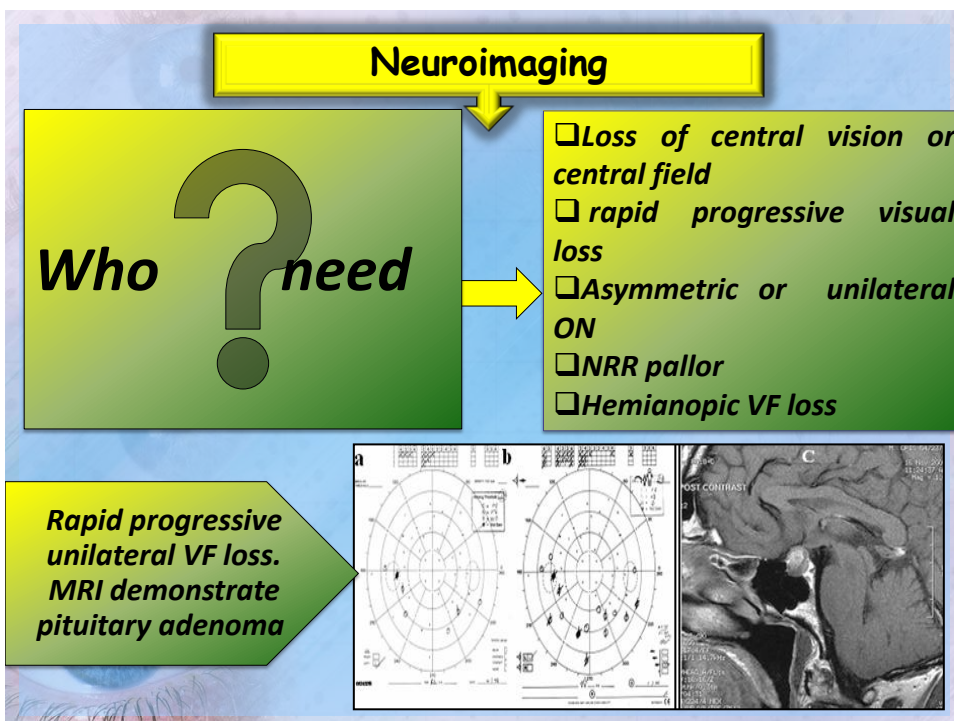 Neuroimaging
Who ? need
❑Loss of central vision or
central field
❑ rapid progressive visual
loss
❑Asymmetric or unilateral
ON
❑NRR pallor
❑Hemianopic VF loss
Rapid progressive
unilateral VF loss.
MRI demonstrate
pituitary adenoma
a
b
C
POST CONTRAST